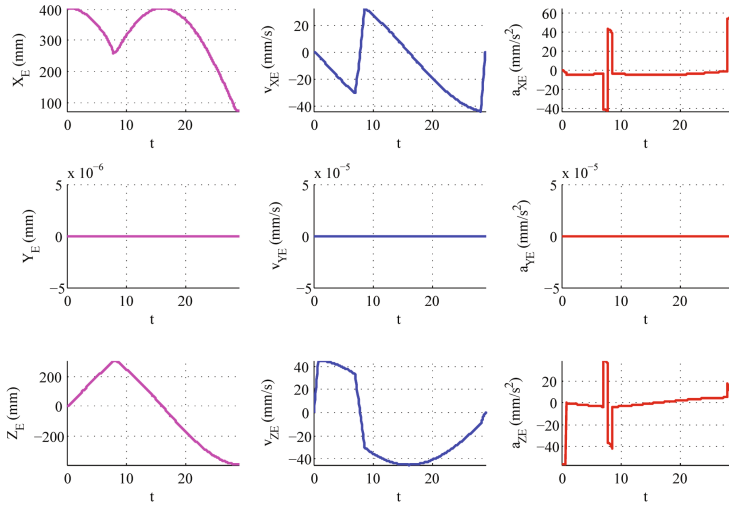 400
300
200
100
X_E (mm)
0 10 20
t
20
0
−20
−40
v_XE (mm/s)
0 10 20
t
60
40
20
0
−20
−40
a_XE (mm/s²)
0 10 20
t
x 10⁻⁶
5
0
−5
Y_E (mm)
0 10 20
t
x 10⁻⁵
5
0
−5
v_YE (mm/s)
0 10 20
t
x 10⁻⁵
5
0
−5
a_YE (mm/s²)
0 10 20
t
200
0
−200
Z_E (mm)
0 10 20
t
40
20
0
−20
−40
v_ZE (mm/s)
0 10 20
t
20
0
−20
−40
a_ZE (mm/s²)
0 10 20
t